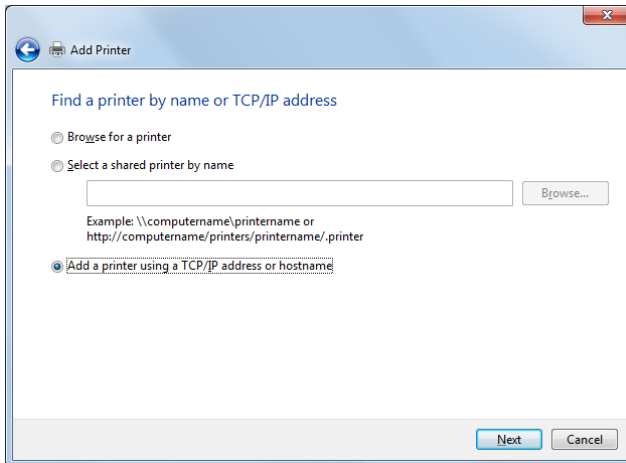 Add Printer
Find a printer by name or TCP/IP address
Browse for a printer
Select a shared printer by name
Browse...
Example: \\computername\printername or
http://computername/printers/printername/.printer
Add a printer using a TCP/IP address or hostname
Next Cancel